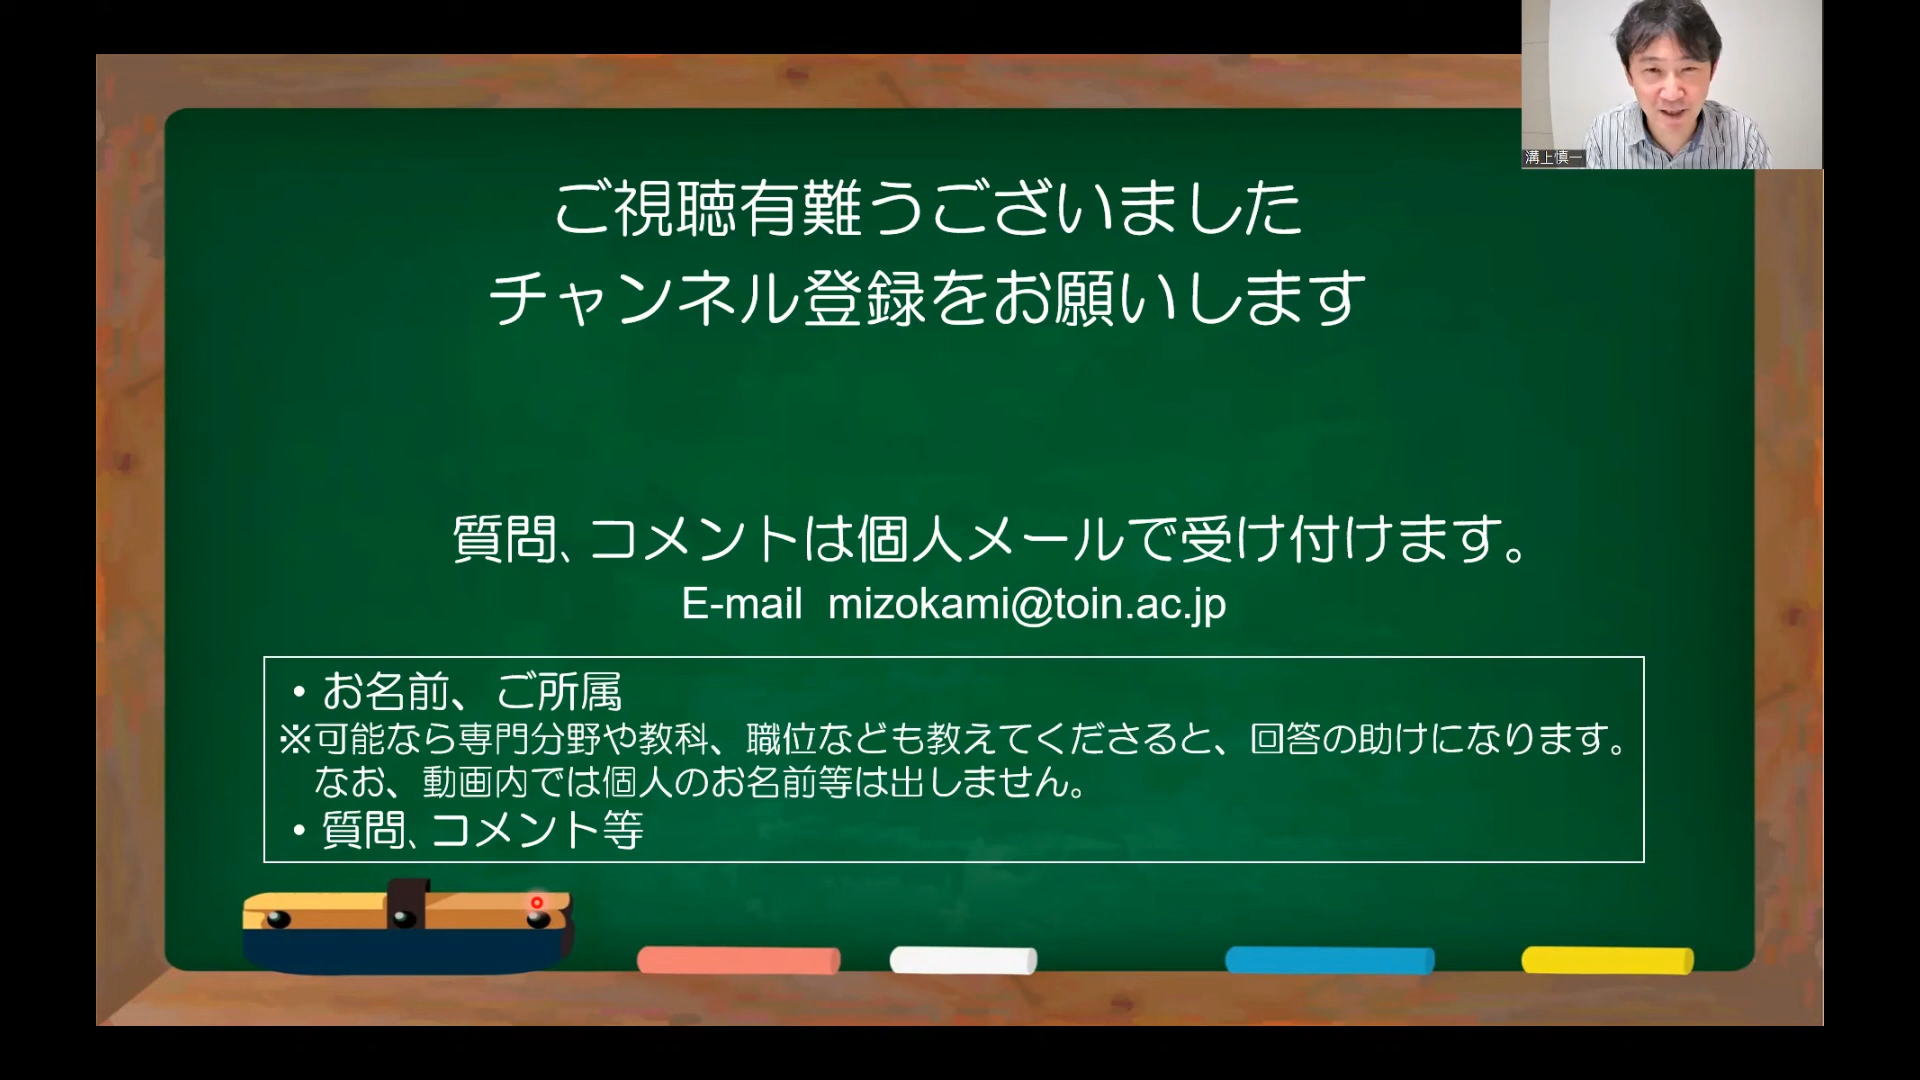 溝上慎一
ご視聴有難うございました
チャンネル登録をお願いします
質問、コメントは個人メールで受け付けます。
E-mail mizokami@toin.ac.jp
・お名前、ご所属
※可能なら専門分野や教科、職位なども教えてくださると、回答の助けになります。
なお、動画内では個人のお名前等は出しません。
・質問、コメント等